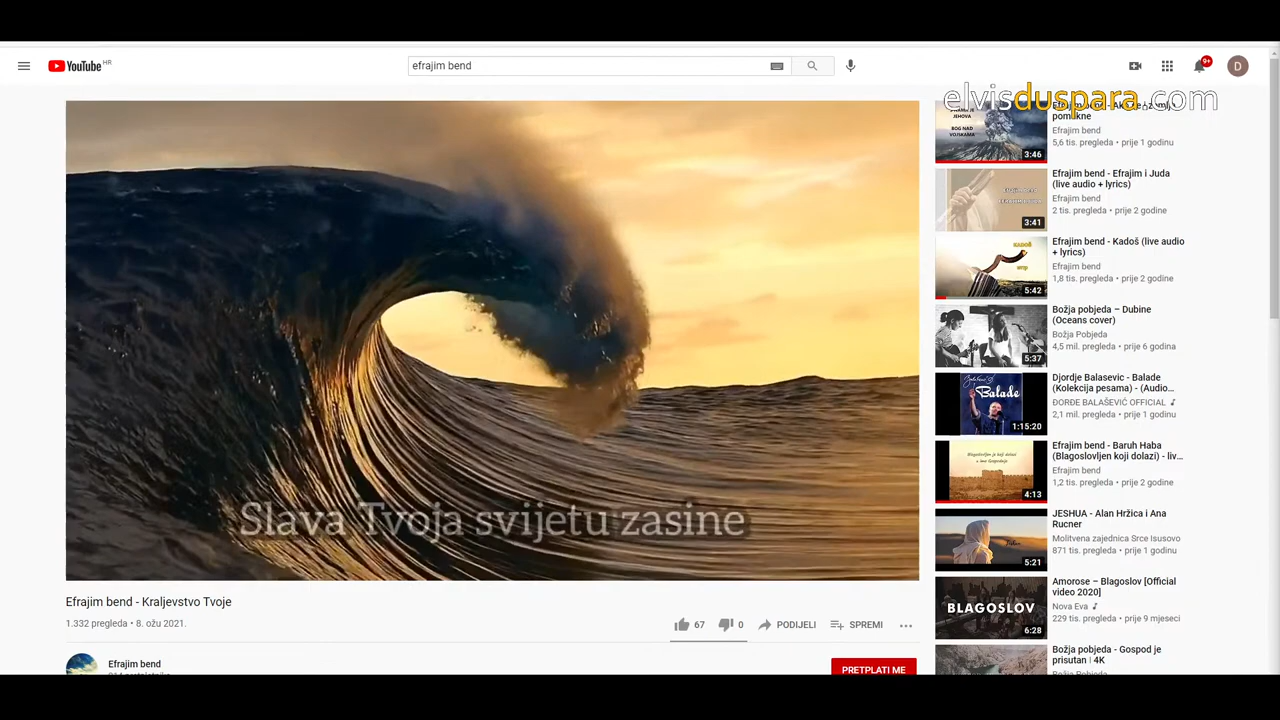 YouTube HR
efrajim bend
9+
D
elvisduspara.com
Slava Tvoja svijetu zasine
Efrajim bend - Kraljevstvo Tvoje
1.332 pregleda • 8. ožu 2021.
67
0
PODIJELI
SPREMI
Efrajim bend
PRETPLATI ME
JEHOVA
BOG NAD
VOJSKAMA
3:46
Efrajim bend
5,6 tis. pregleda • prije 1 godinu
3:41
Efrajim bend - Efrajim i Juda
(live audio + lyrics)
Efrajim bend
2 tis. pregleda • prije 2 godine
KADOŠ
5:42
Efrajim bend - Kadoš (live audio
+ lyrics)
Efrajim bend
1,8 tis. pregleda • prije 2 godine
5:37
Božja pobjeda – Dubine
(Oceans cover)
Božja Pobjeda
4,5 mil. pregleda • prije 6 godina
Balade
1:15:20
Djordje Balasevic - Balade
(Kolekcija pesama) - (Audio...
ĐORĐE BALAŠEVIĆ OFFICIAL
2,1 mil. pregleda • prije 1 godinu
4:13
Efrajim bend - Baruh Haba
(Blagoslovljen koji dolazi) - liv...
Efrajim bend
1,2 tis. pregleda • prije 2 godine
5:21
JESHUA - Alan Hržica i Ana
Rucner
Molitvena zajednica Srce Isusovo
871 tis. pregleda • prije 1 godinu
BLAGOSLOV
6:28
Amorose – Blagoslov [Official
video 2020]
Nova Eva
229 tis. pregleda • prije 9 mjeseci
Božja pobjeda - Gospod je
prisutan | 4K